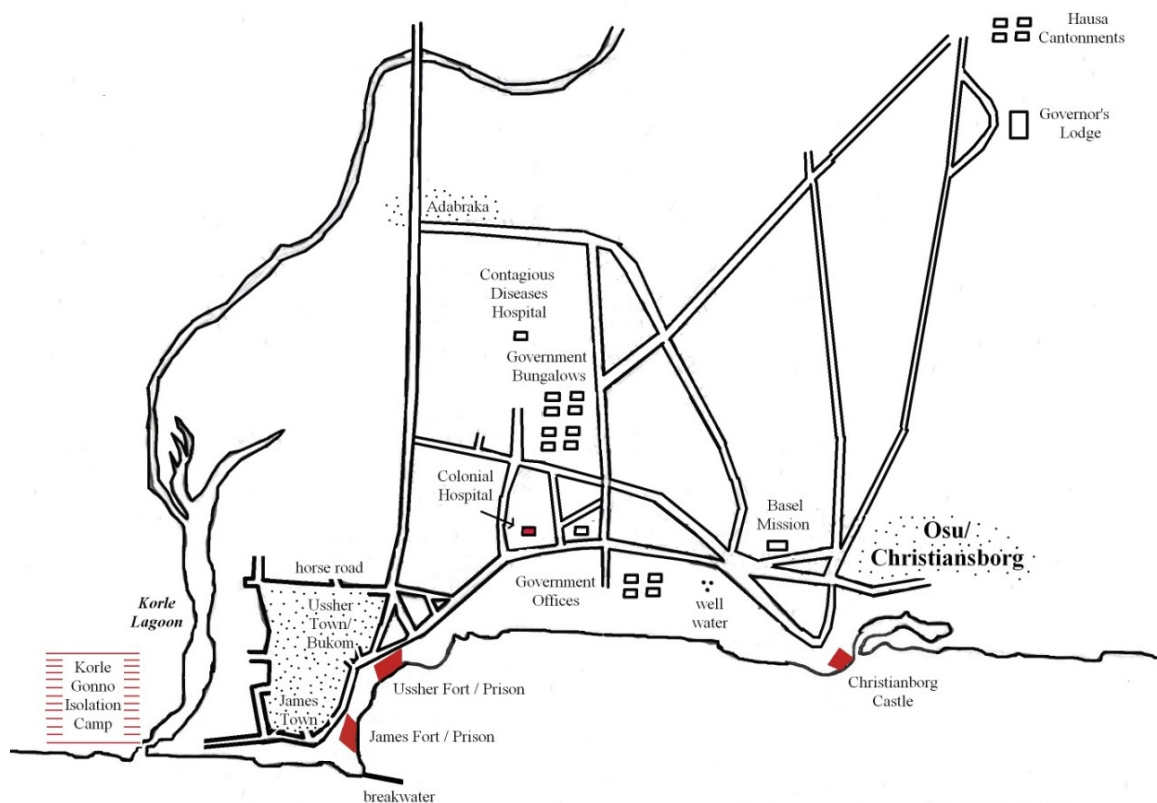 Hausa
Cantonments
Governor's
Lodge
Adabraka
Contagious
Diseases
Hospital
Government
Bungalows
Colonial
Hospital
Basel
Mission
Osu/
Christiansborg
horse road
Government
Offices
well
water
Korle
Lagoon
Ussher
Town/
Bukom
Korle
Gonno
Isolation
Camp
James
Town
Ussher Fort / Prison
Christianborg
Castle
James Fort / Prison
breakwater